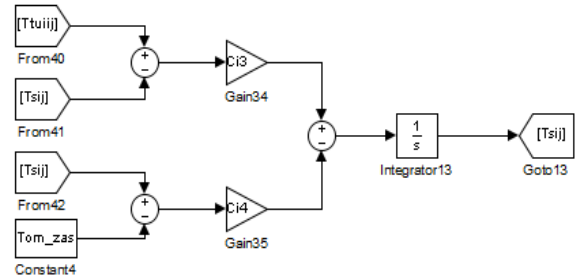 [Ttuiij]
From40
+
−
Ci3
Gain34
[Tsij]
From41
+
−
1
s
Integrator13
[Tsij]
Goto13
[Tsij]
From42
+
−
Ci4
Gain35
Tom_zas
Constant4